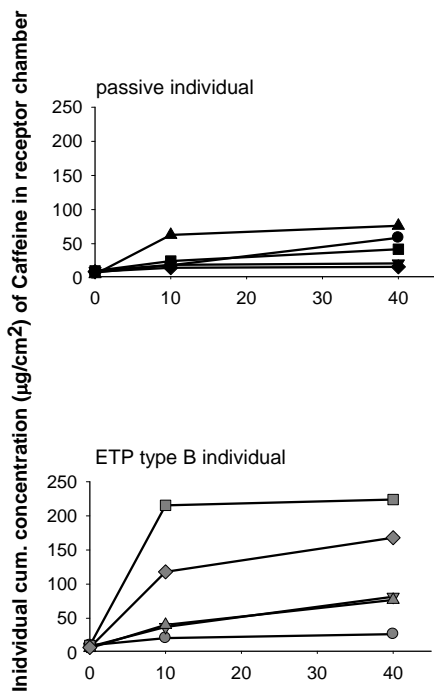 Inidvidual cum. concentration (µg/cm²) of Caffeine in receptor chamber
passive individual
250
200
150
100
50
0
0 10 20 30 40
ETP type B individual
250
200
150
100
50
0
0 10 20 30 40